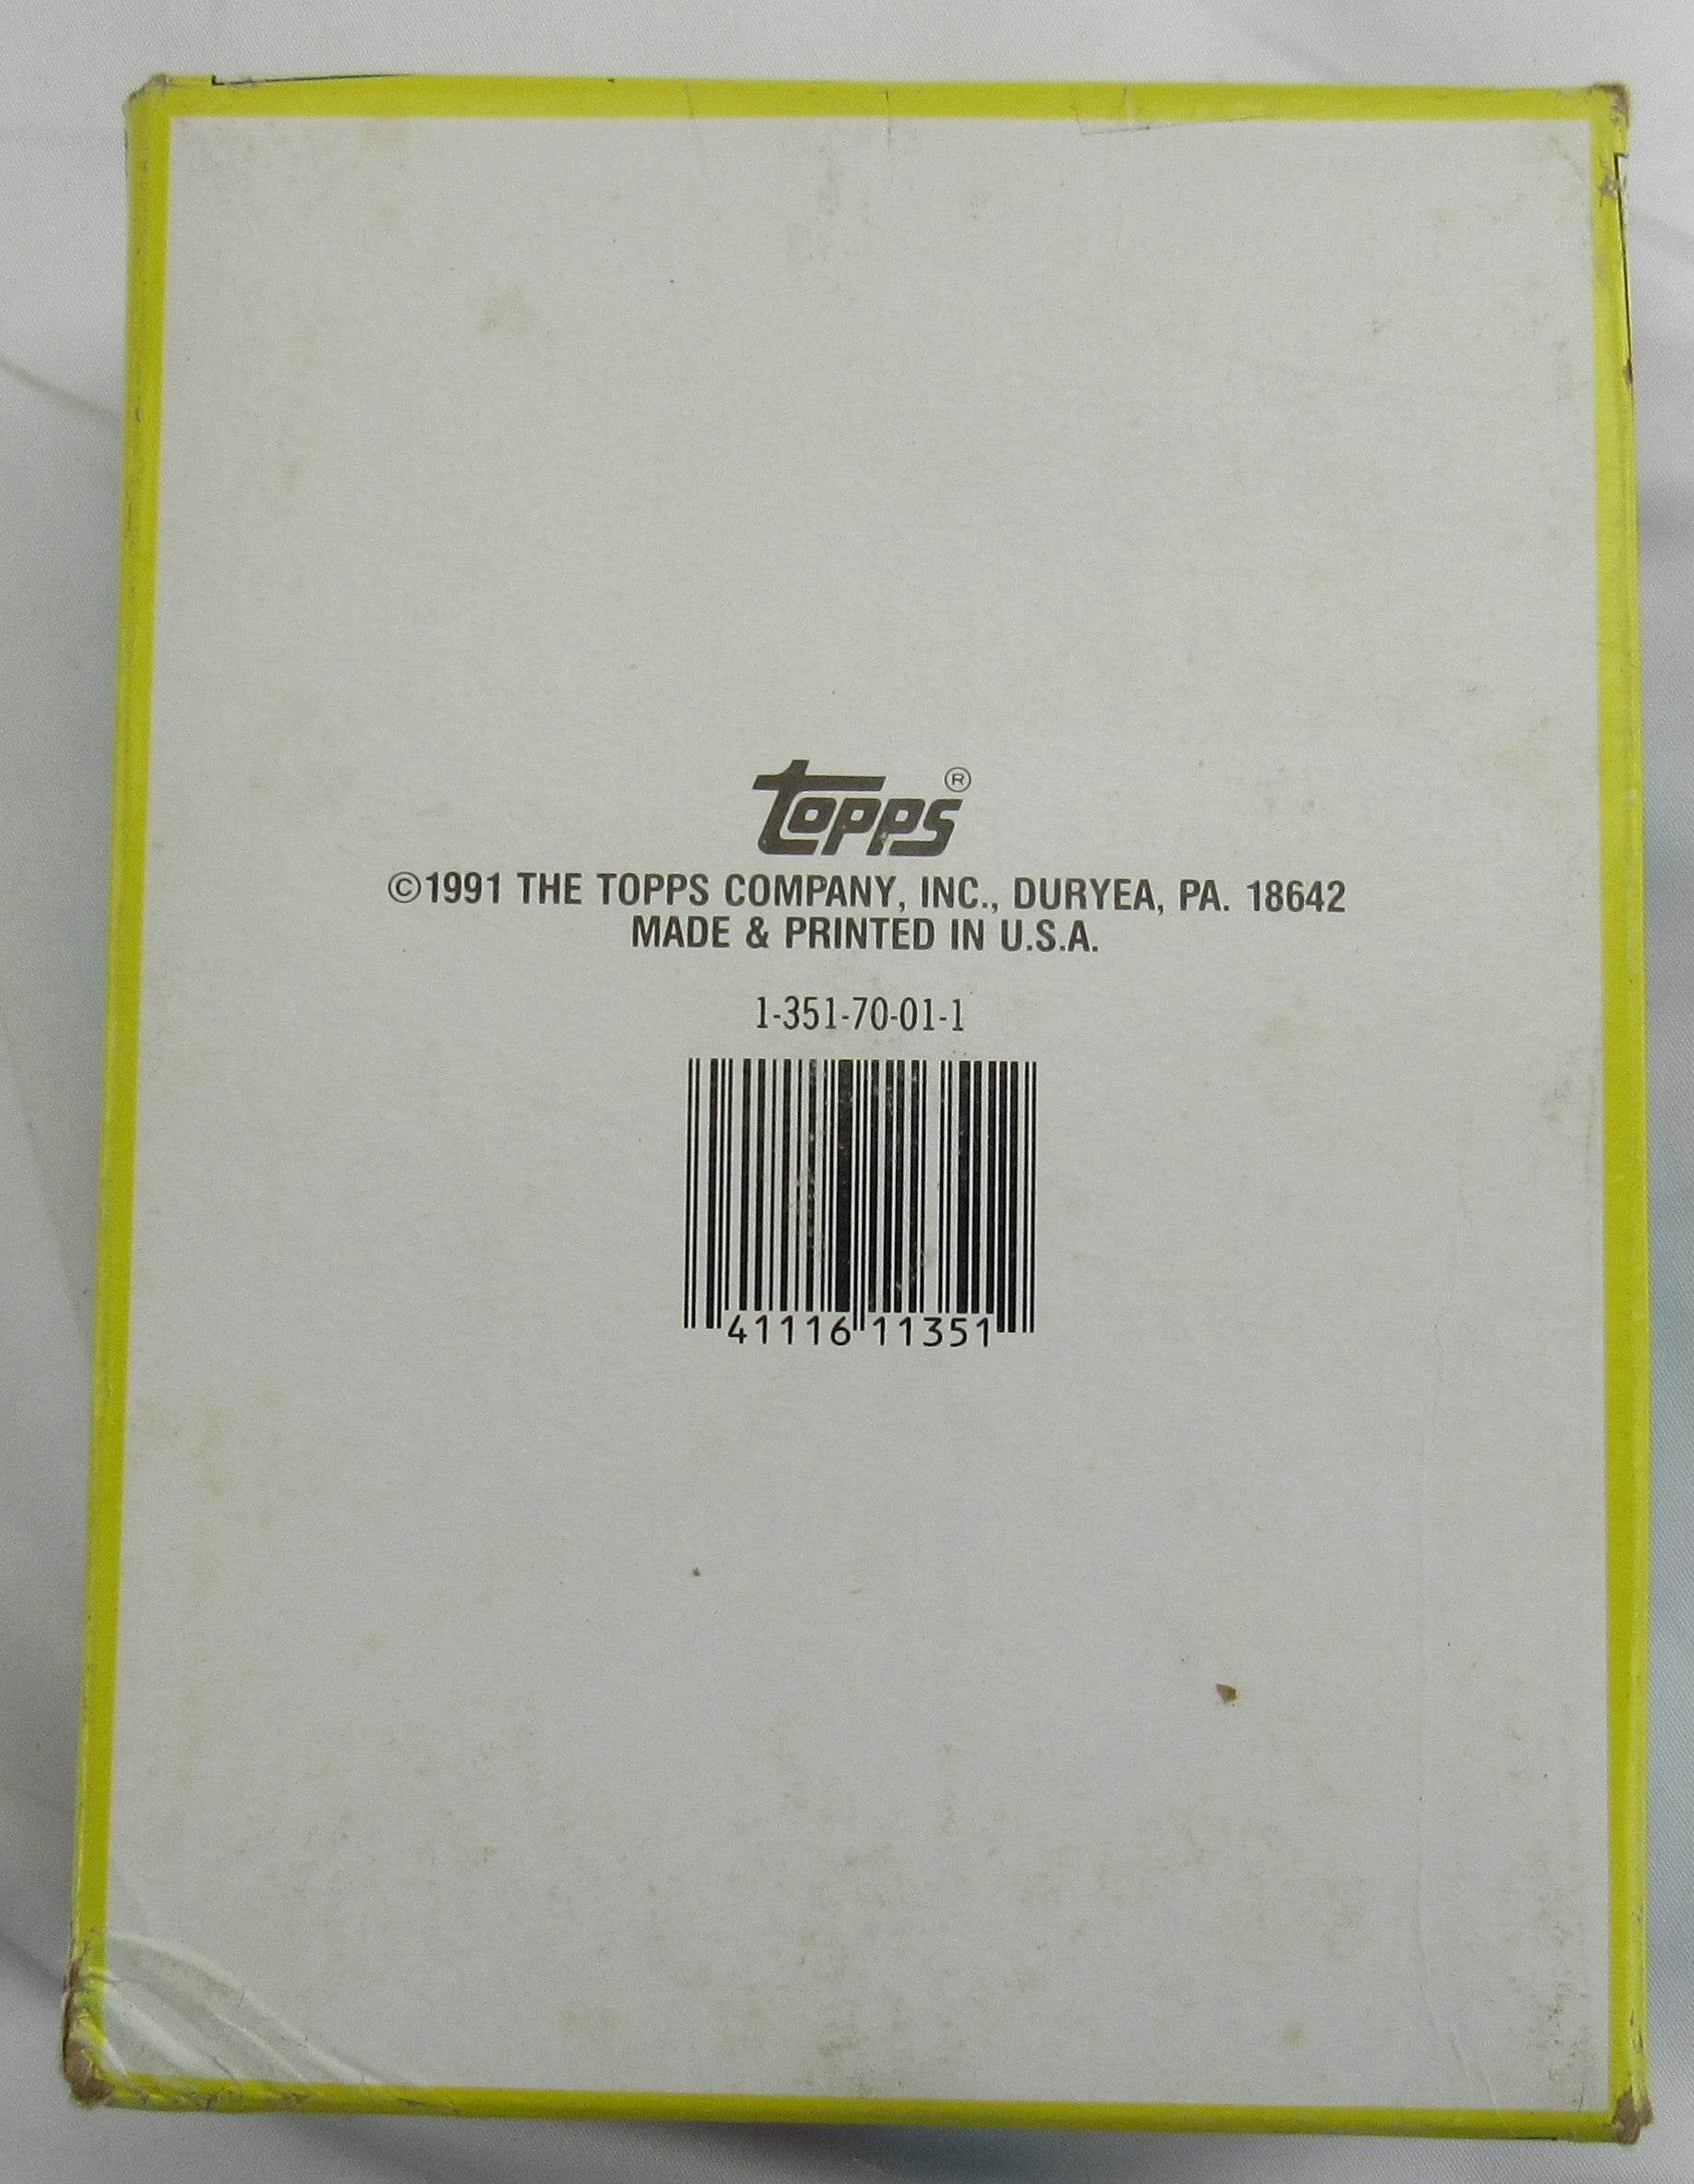 topps®
©1991 THE TOPPS COMPANY, INC., DURYEA, PA. 18642
MADE & PRINTED IN U.S.A.
1-351-70-01-1
41116 11351